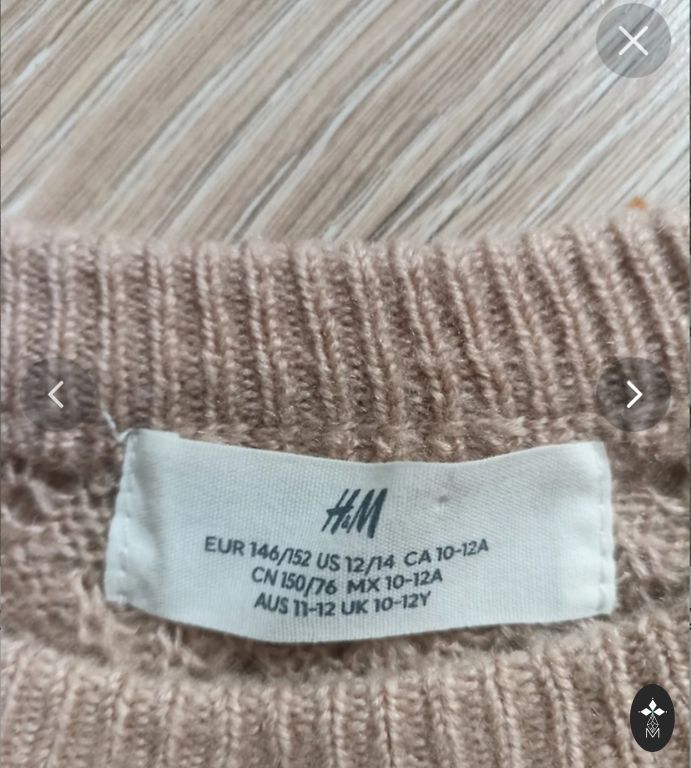 H&M
EUR 146/152 US 12/14 CA 10-12A
CN 150/76 MX 10-12A
AUS 11-12 UK 10-12Y
M